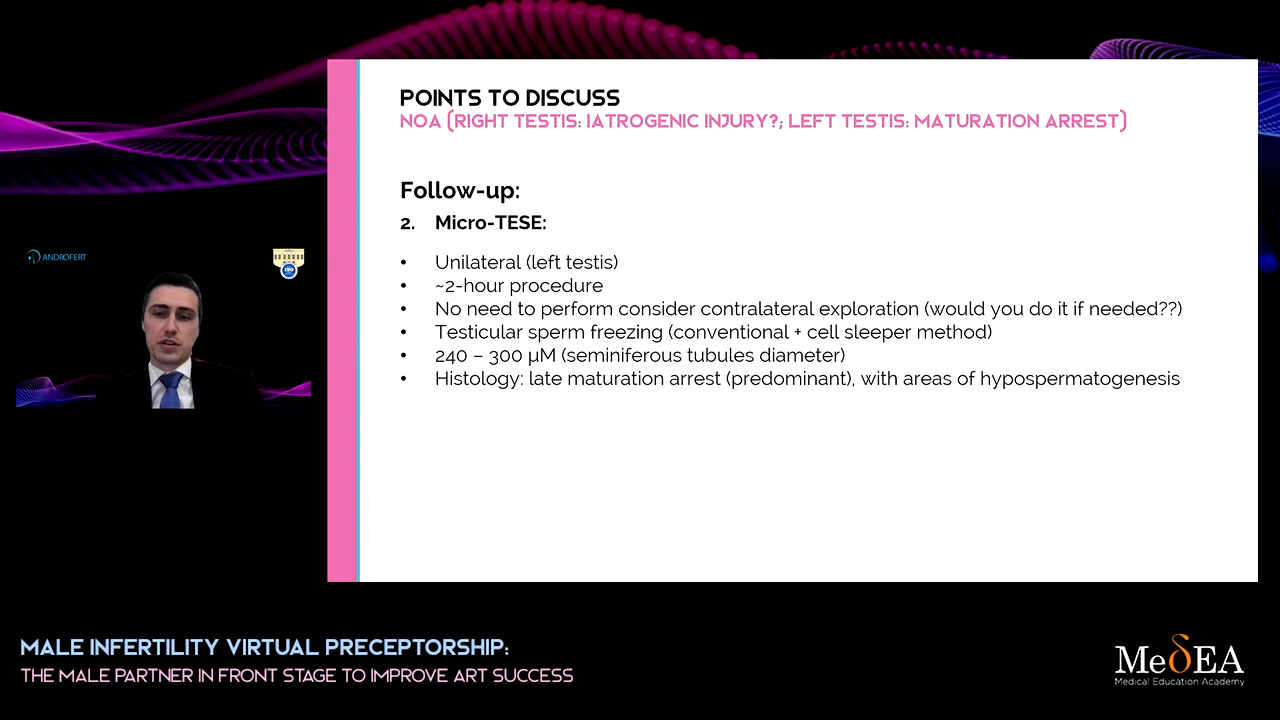 POINTS TO DISCUSS
NOA (RIGHT TESTIS: IATROGENIC INJURY?; LEFT TESTIS: MATURATION ARREST)
Follow-up:
2. Micro-TESE:
• Unilateral (left testis)
• ~2-hour procedure
• No need to perform consider contralateral exploration (would you do it if needed??)
• Testicular sperm freezing (conventional + cell sleeper method)
• 240 – 300 µM (seminiferous tubules diameter)
• Histology: late maturation arrest (predominant), with areas of hypospermatogenesis
ANDROFERT
ISO
MALE INFERTILITY VIRTUAL PRECEPTORSHIP:
THE MALE PARTNER IN FRONT STAGE TO IMPROVE ART SUCCESS
MeδEA
Medical Education Academy